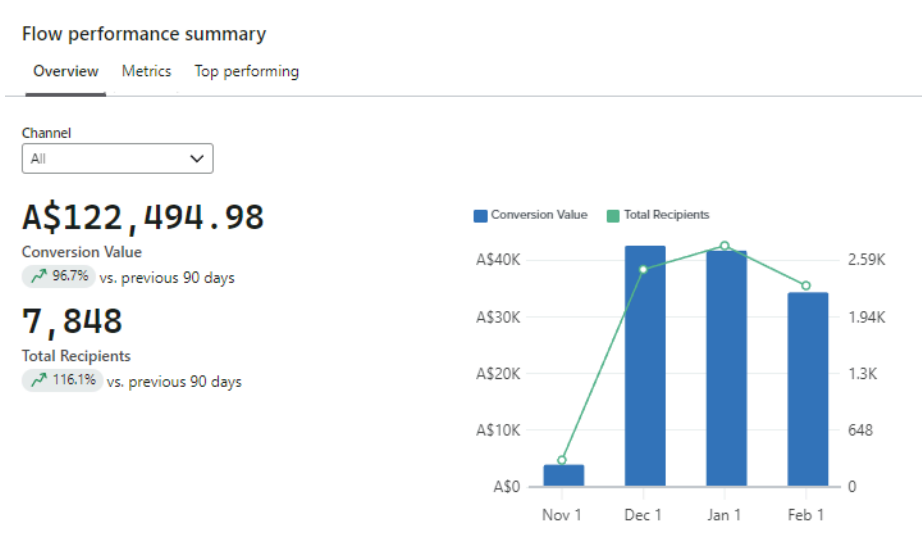 Flow performance summary
Overview Metrics Top performing
Channel
All
A$122,494.98
Conversion Value
96.7% vs. previous 90 days
7,848
Total Recipients
116.1% vs. previous 90 days
Conversion Value Total Recipients
A$40K 2.59K
A$30K 1.94K
A$20K 1.3K
A$10K 648
A$0 0
Nov 1 Dec 1 Jan 1 Feb 1